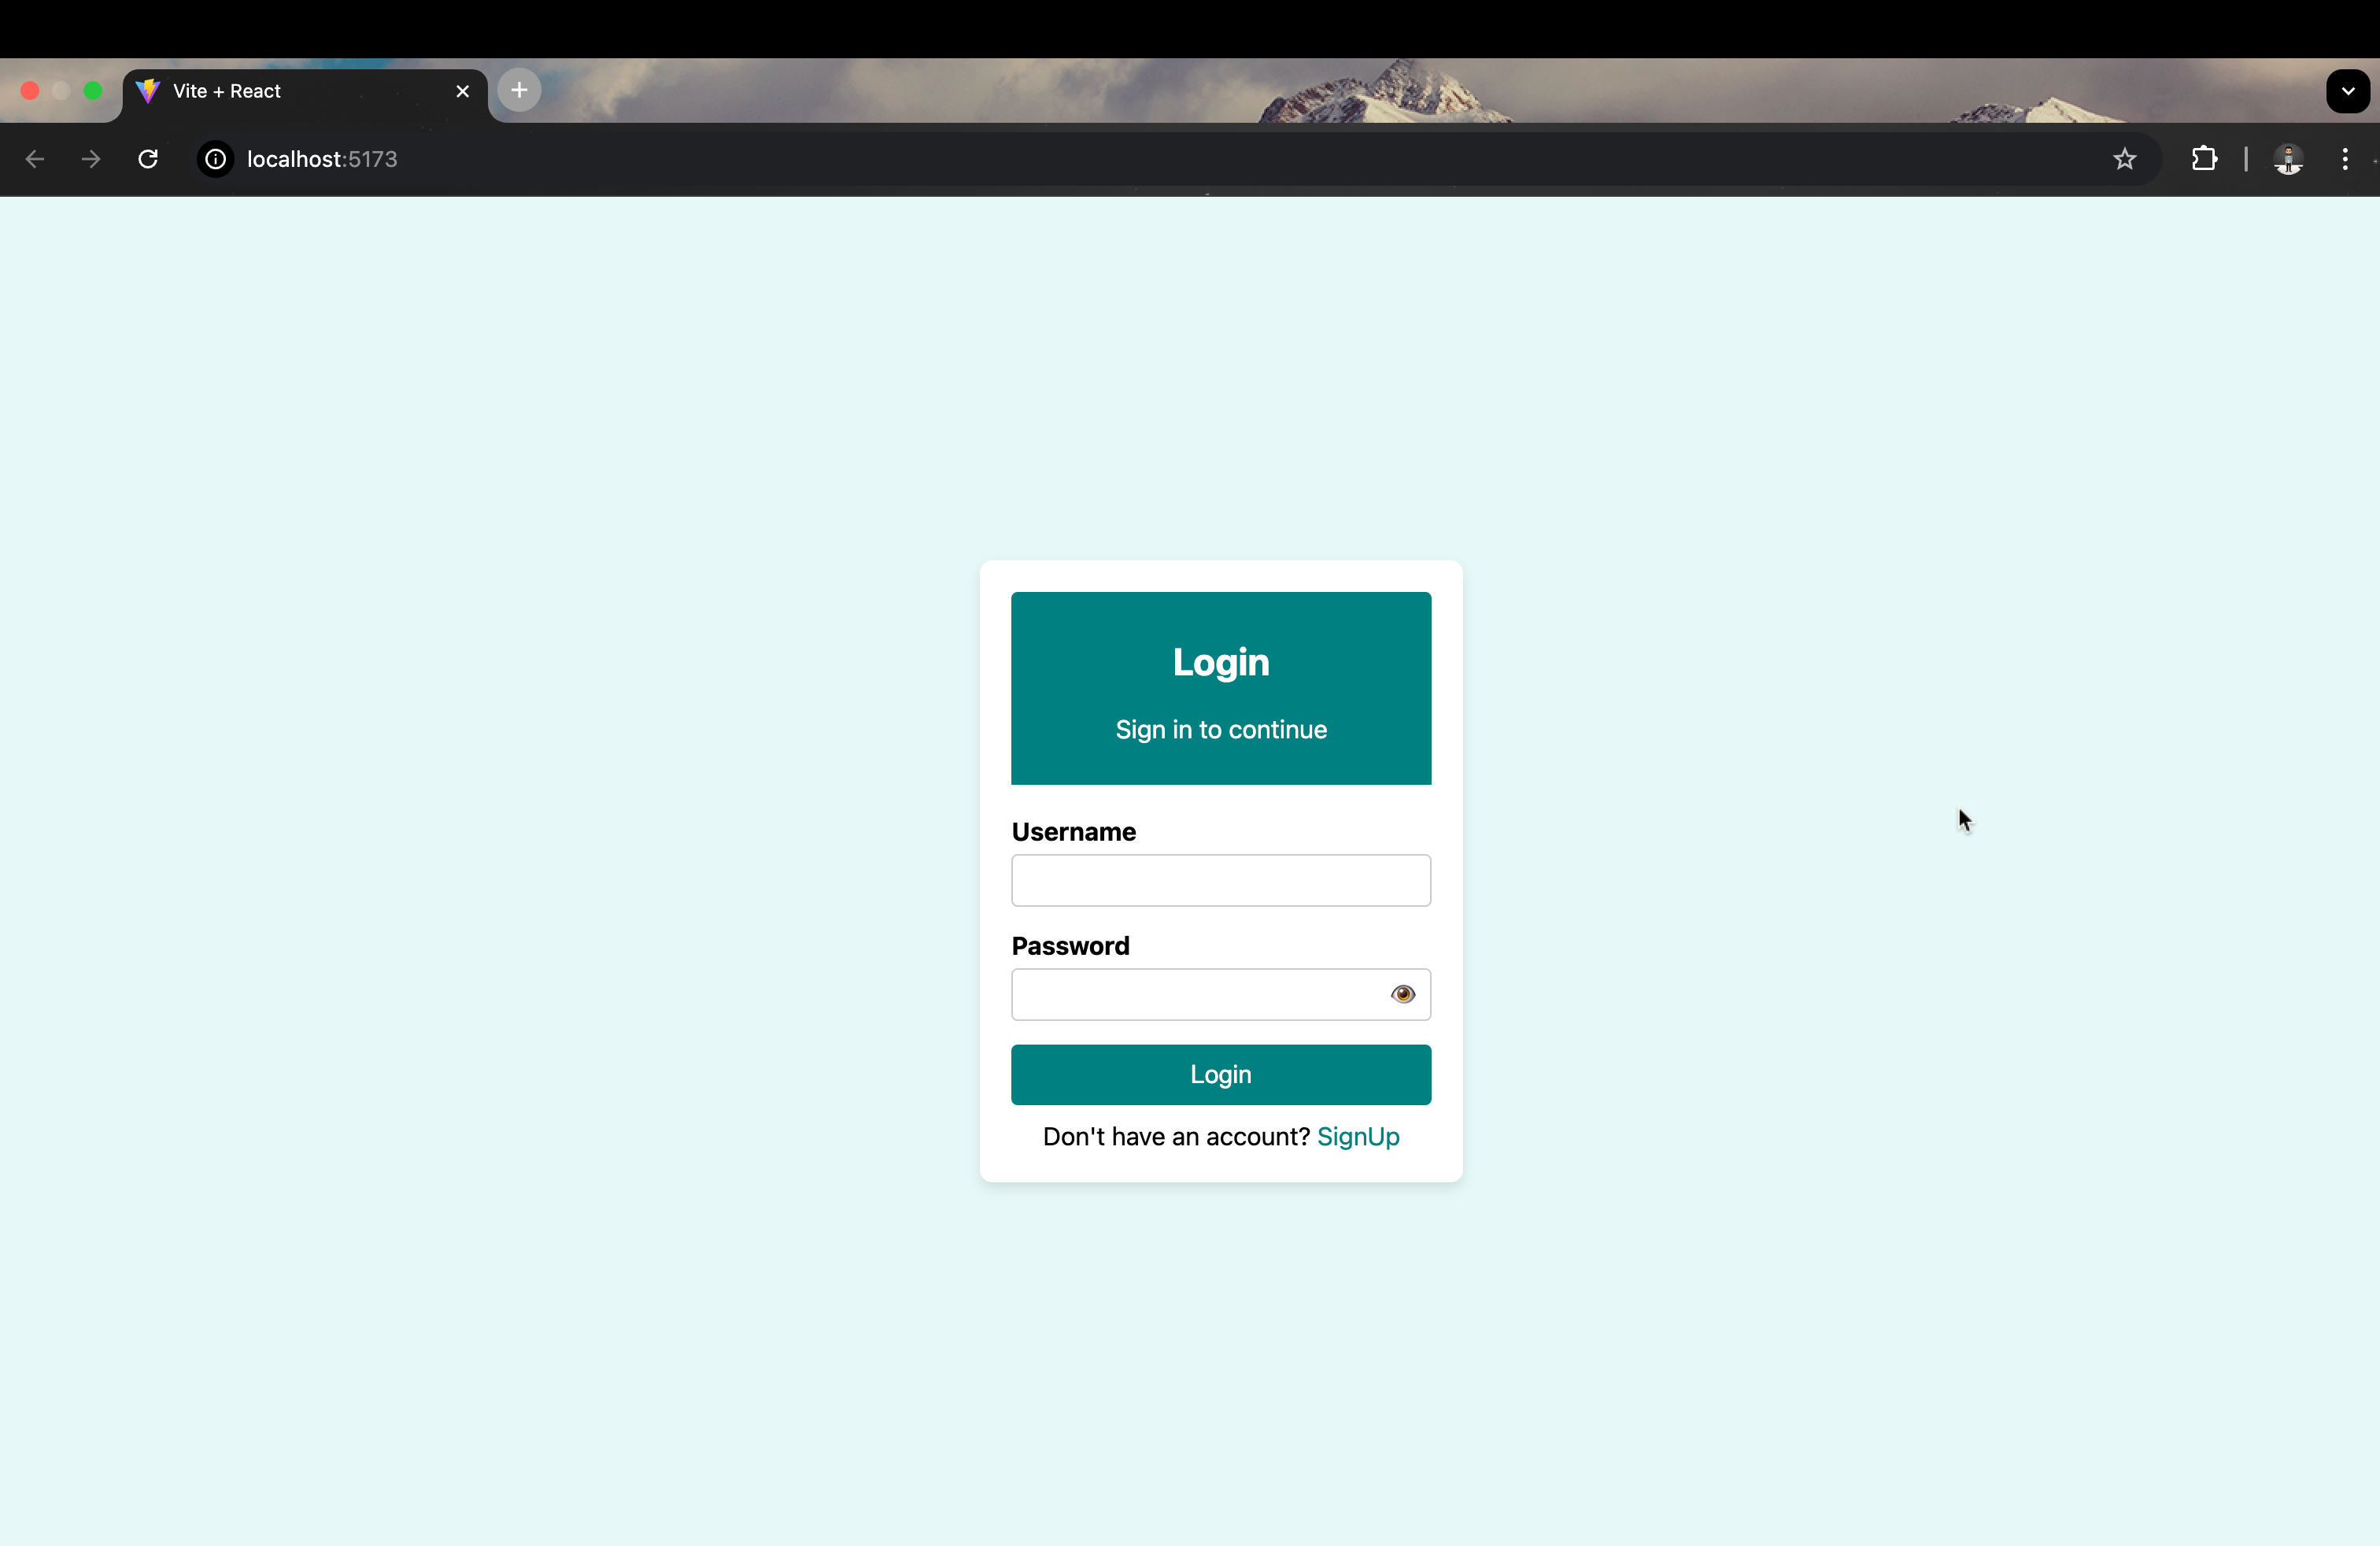 Vite + React
localhost:5173
Login
Sign in to continue
Username
Password
Login
Don't have an account? SignUp